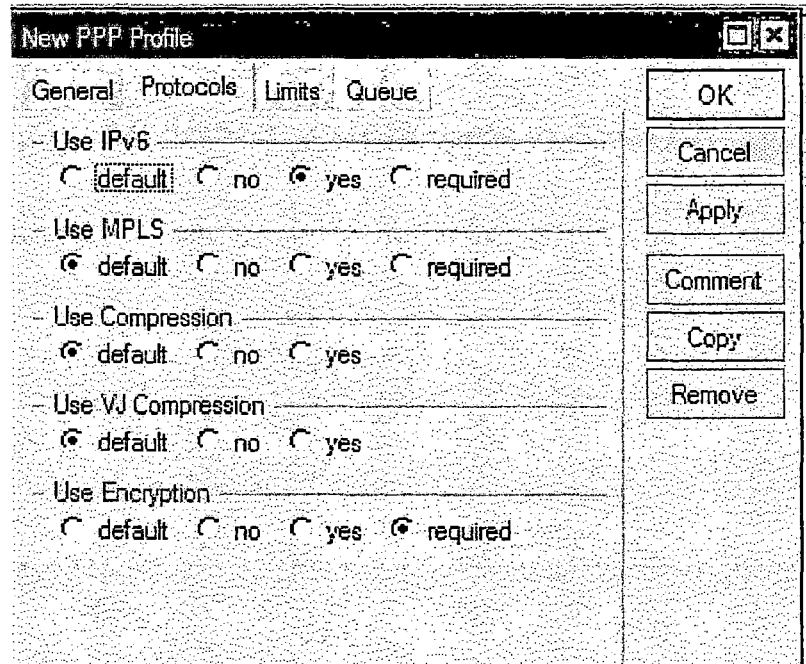 New PPP Profile
General Protocols Limits Queue
Use IPv6
default no yes required
Use MPLS
default no yes required
Use Compression
default no yes
Use VJ Compression
default no yes
Use Encryption
default no yes required
OK
Cancel
Apply
Comment
Copy
Remove